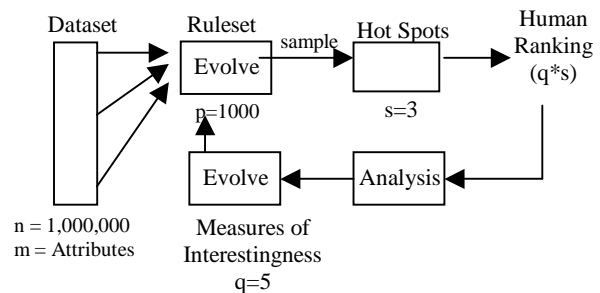 Dataset
Ruleset
Evolve
p=1000
sample
Hot Spots
s=3
Human
Ranking
(q*s)
Evolve
Analysis
n = 1,000,000
m = Attributes
Measures of
Interestingness
q=5